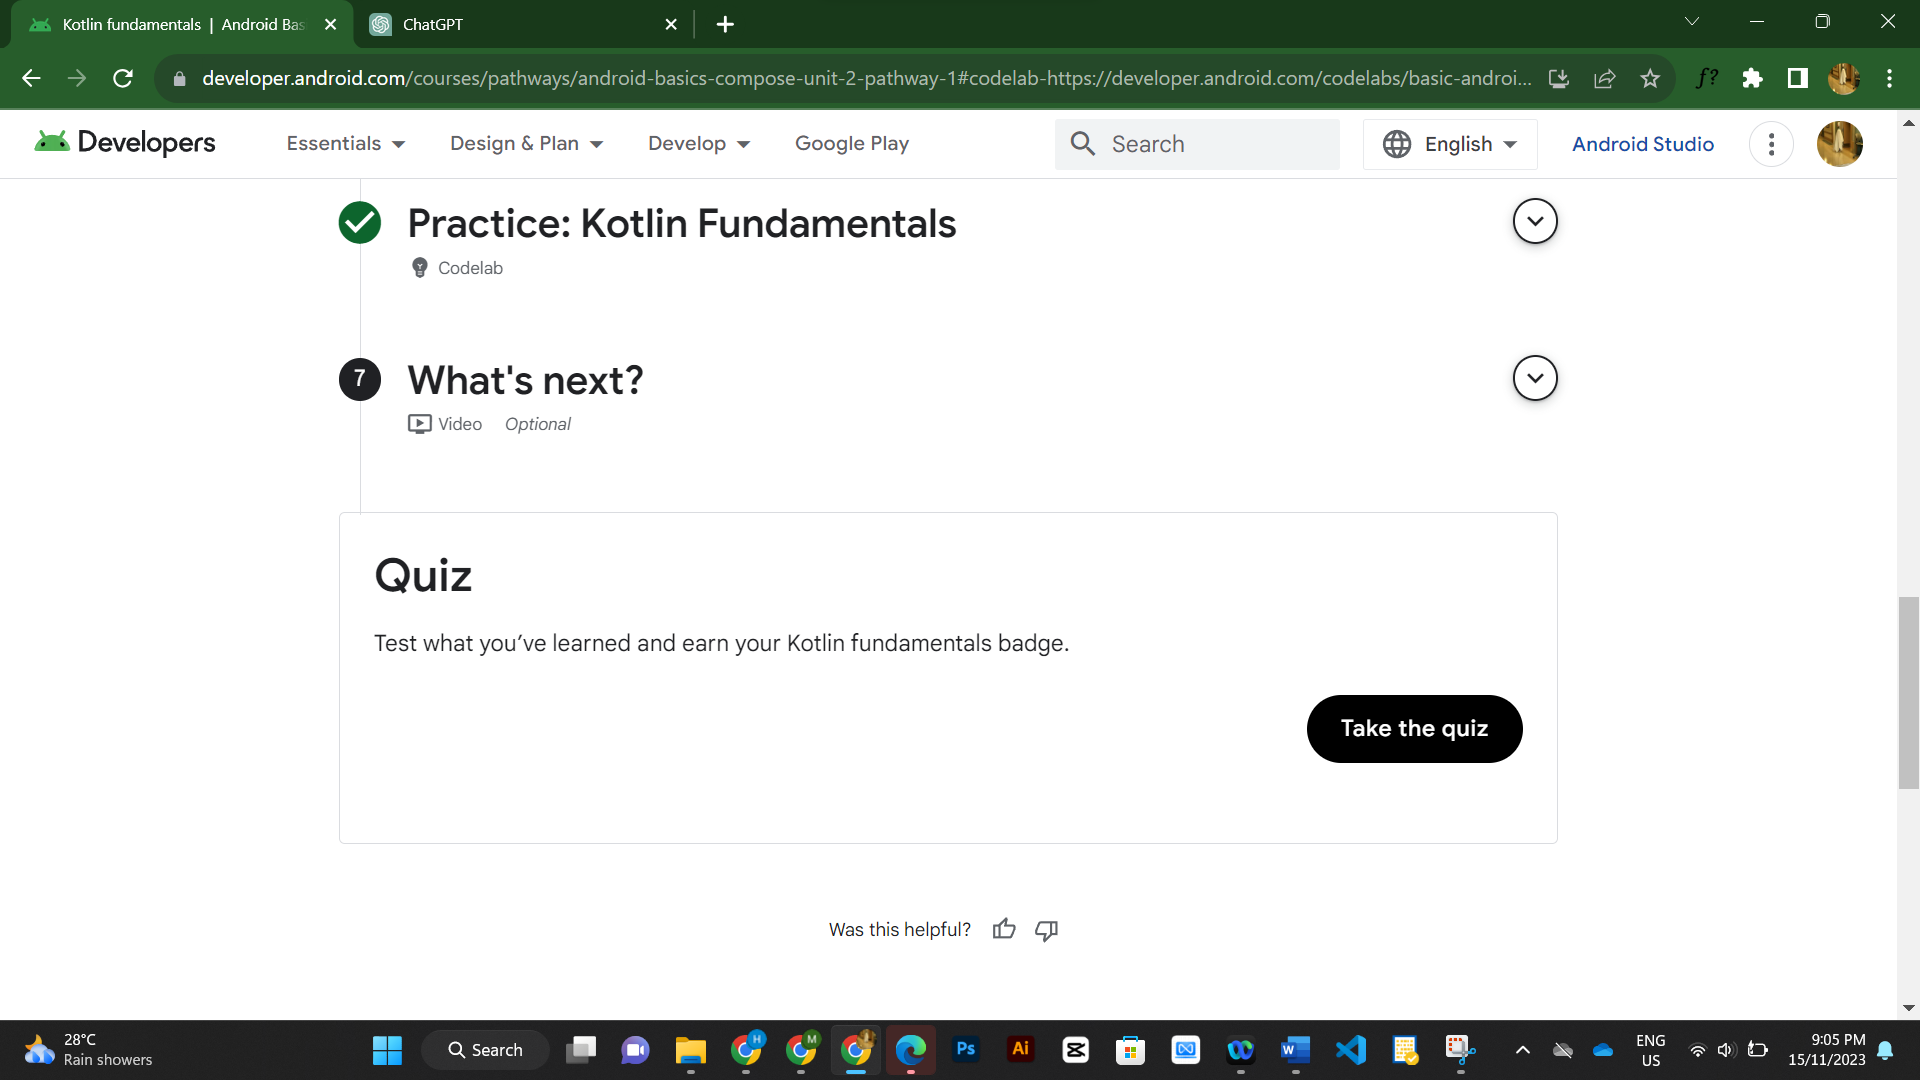 Kotlin fundamentals | Android Bas
ChatGPT
developer.android.com/courses/pathways/android-basics-compose-unit-2-pathway-1#codelab-https://developer.android.com/codelabs/basic-androi...
f?
Developers
Essentials
Design & Plan
Develop
Google Play
Search
English
Android Studio
Practice: Kotlin Fundamentals
Codelab
7
What's next?
Video Optional
Quiz
Test what you’ve learned and earn your Kotlin fundamentals badge.
Take the quiz
Was this helpful?
28°C
Rain showers
Search
H
M
Ps
Ai
W
ENG
US
9:05 PM
15/11/2023